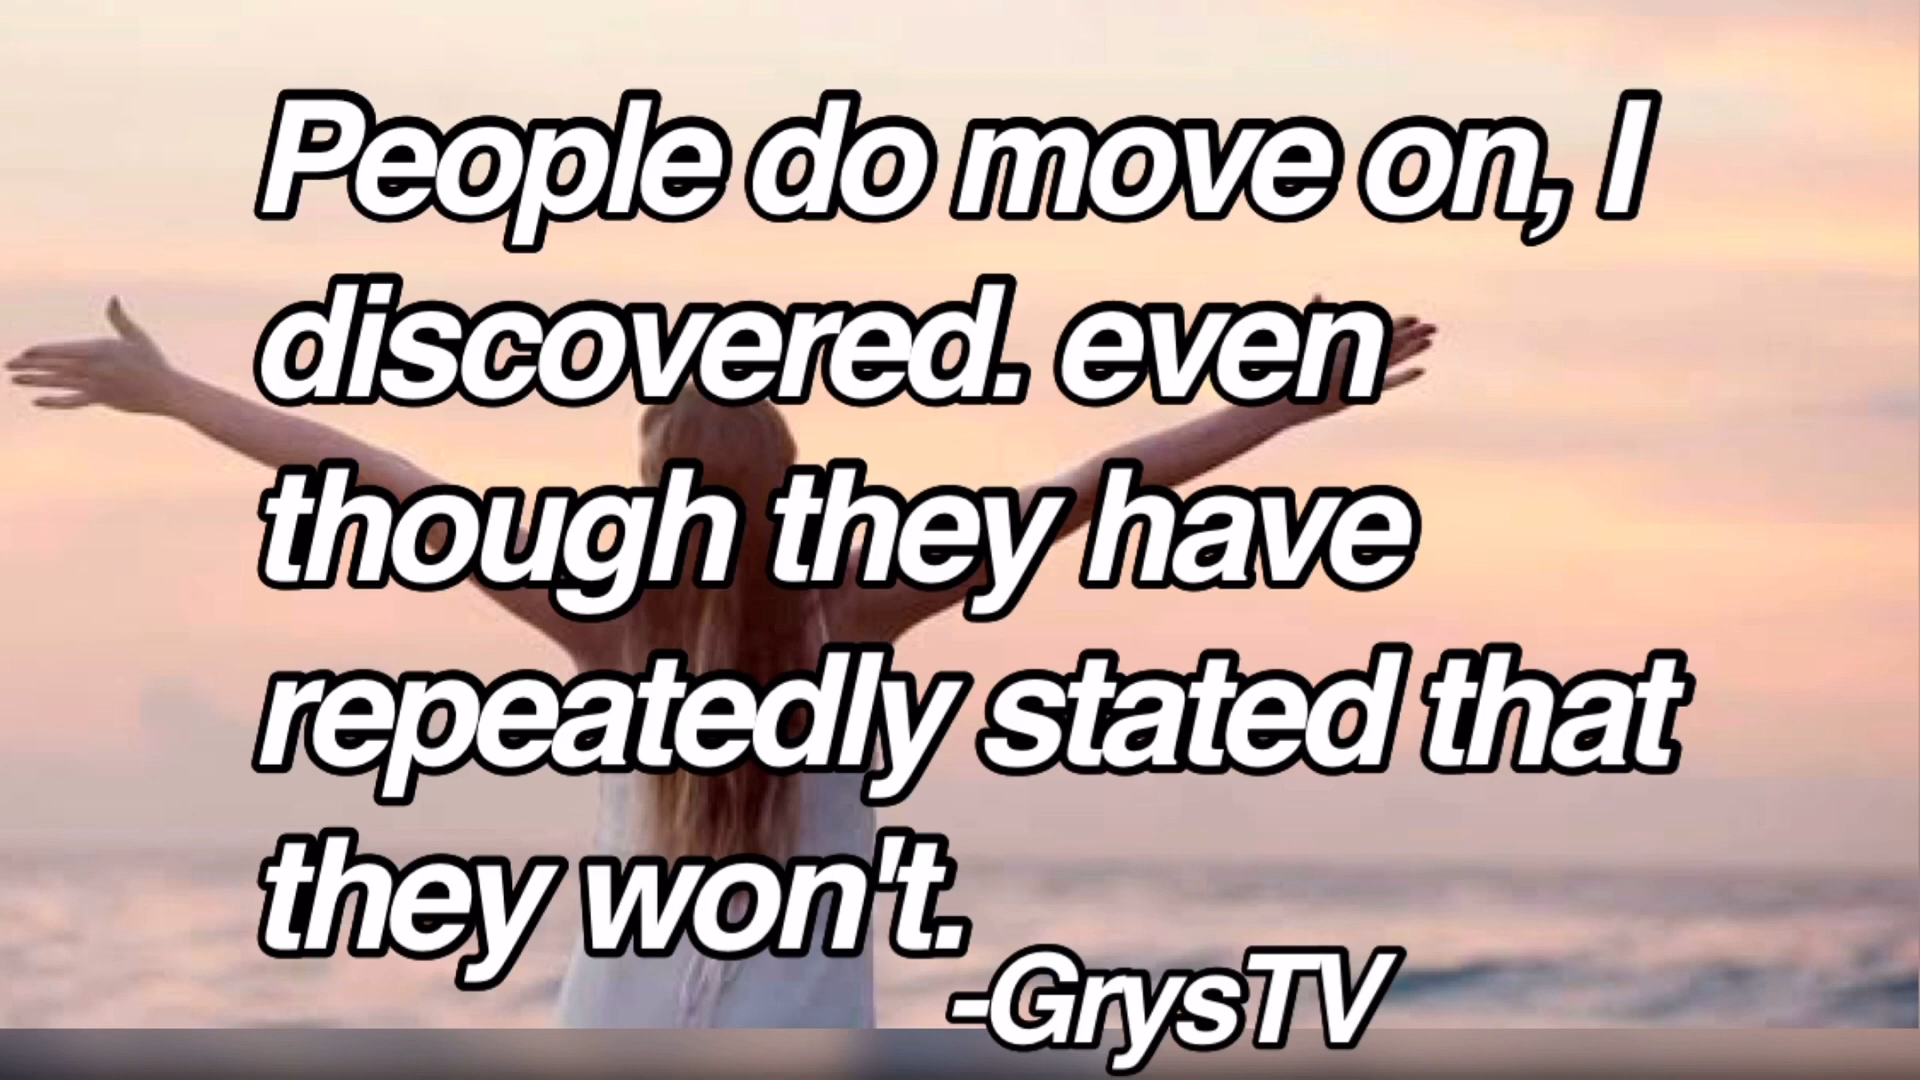 People do move on, I
discovered. even
though they have
repeatedly stated that
they won't.
-GrysTV